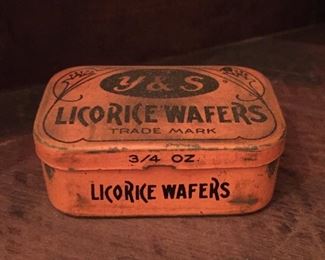 Y & S
LICORICE WAFERS
TRADE MARK
3/4 OZ.
LICORICE WAFERS